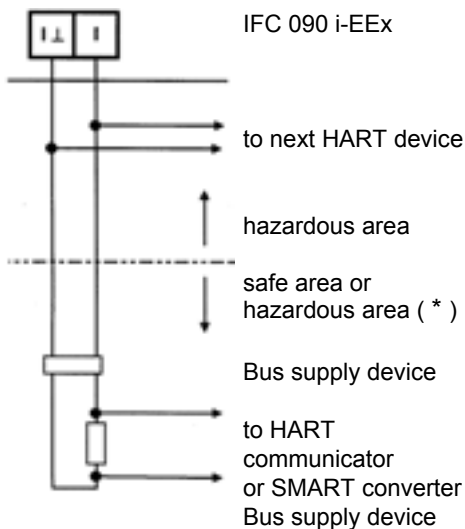 I⊥ I
IFC 090 i-EEx
to next HART device
hazardous area
safe area or
hazardous area ( * )
Bus supply device
to HART
communicator
or SMART converter
Bus supply device